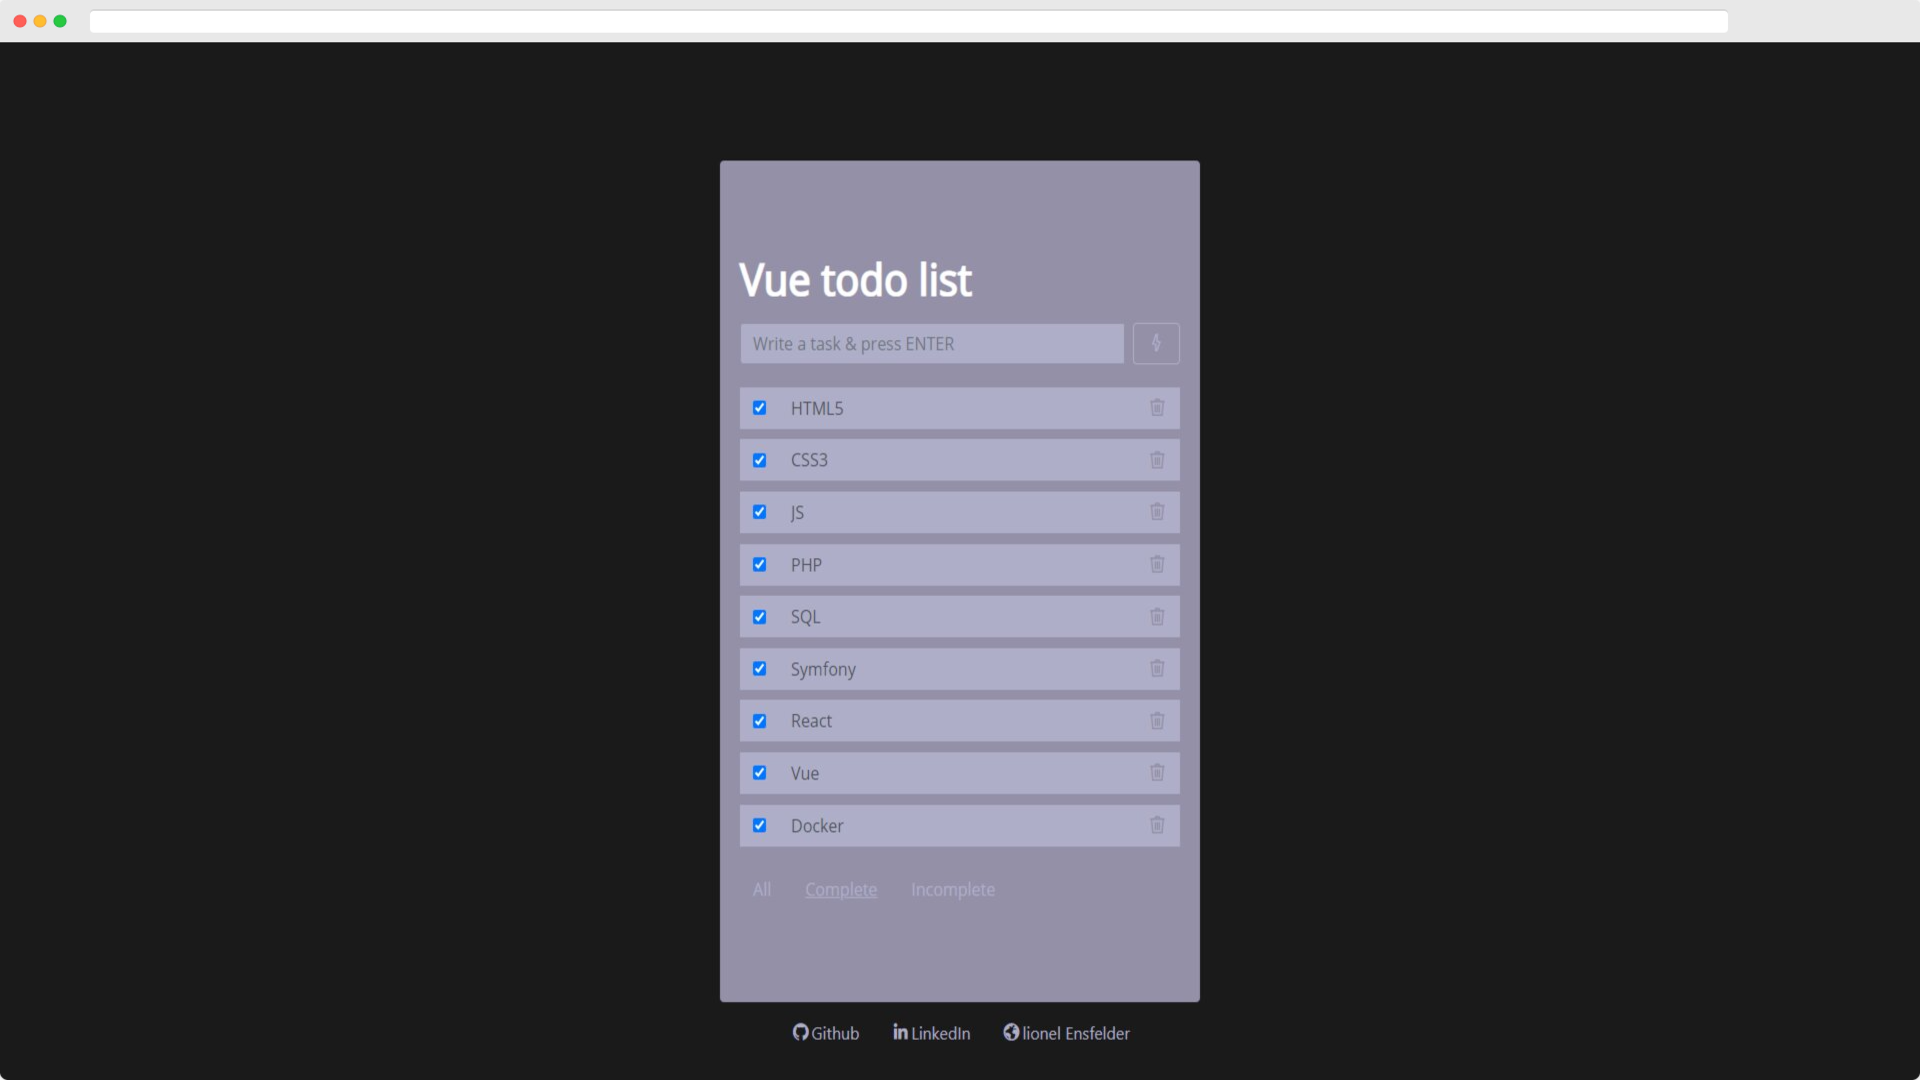 Vue todo list
Write a task & press ENTER
HTML5
CSS3
JS
PHP
SQL
Symfony
React
Vue
Docker
All Complete Incomplete
Github LinkedIn lionel Ensfelder